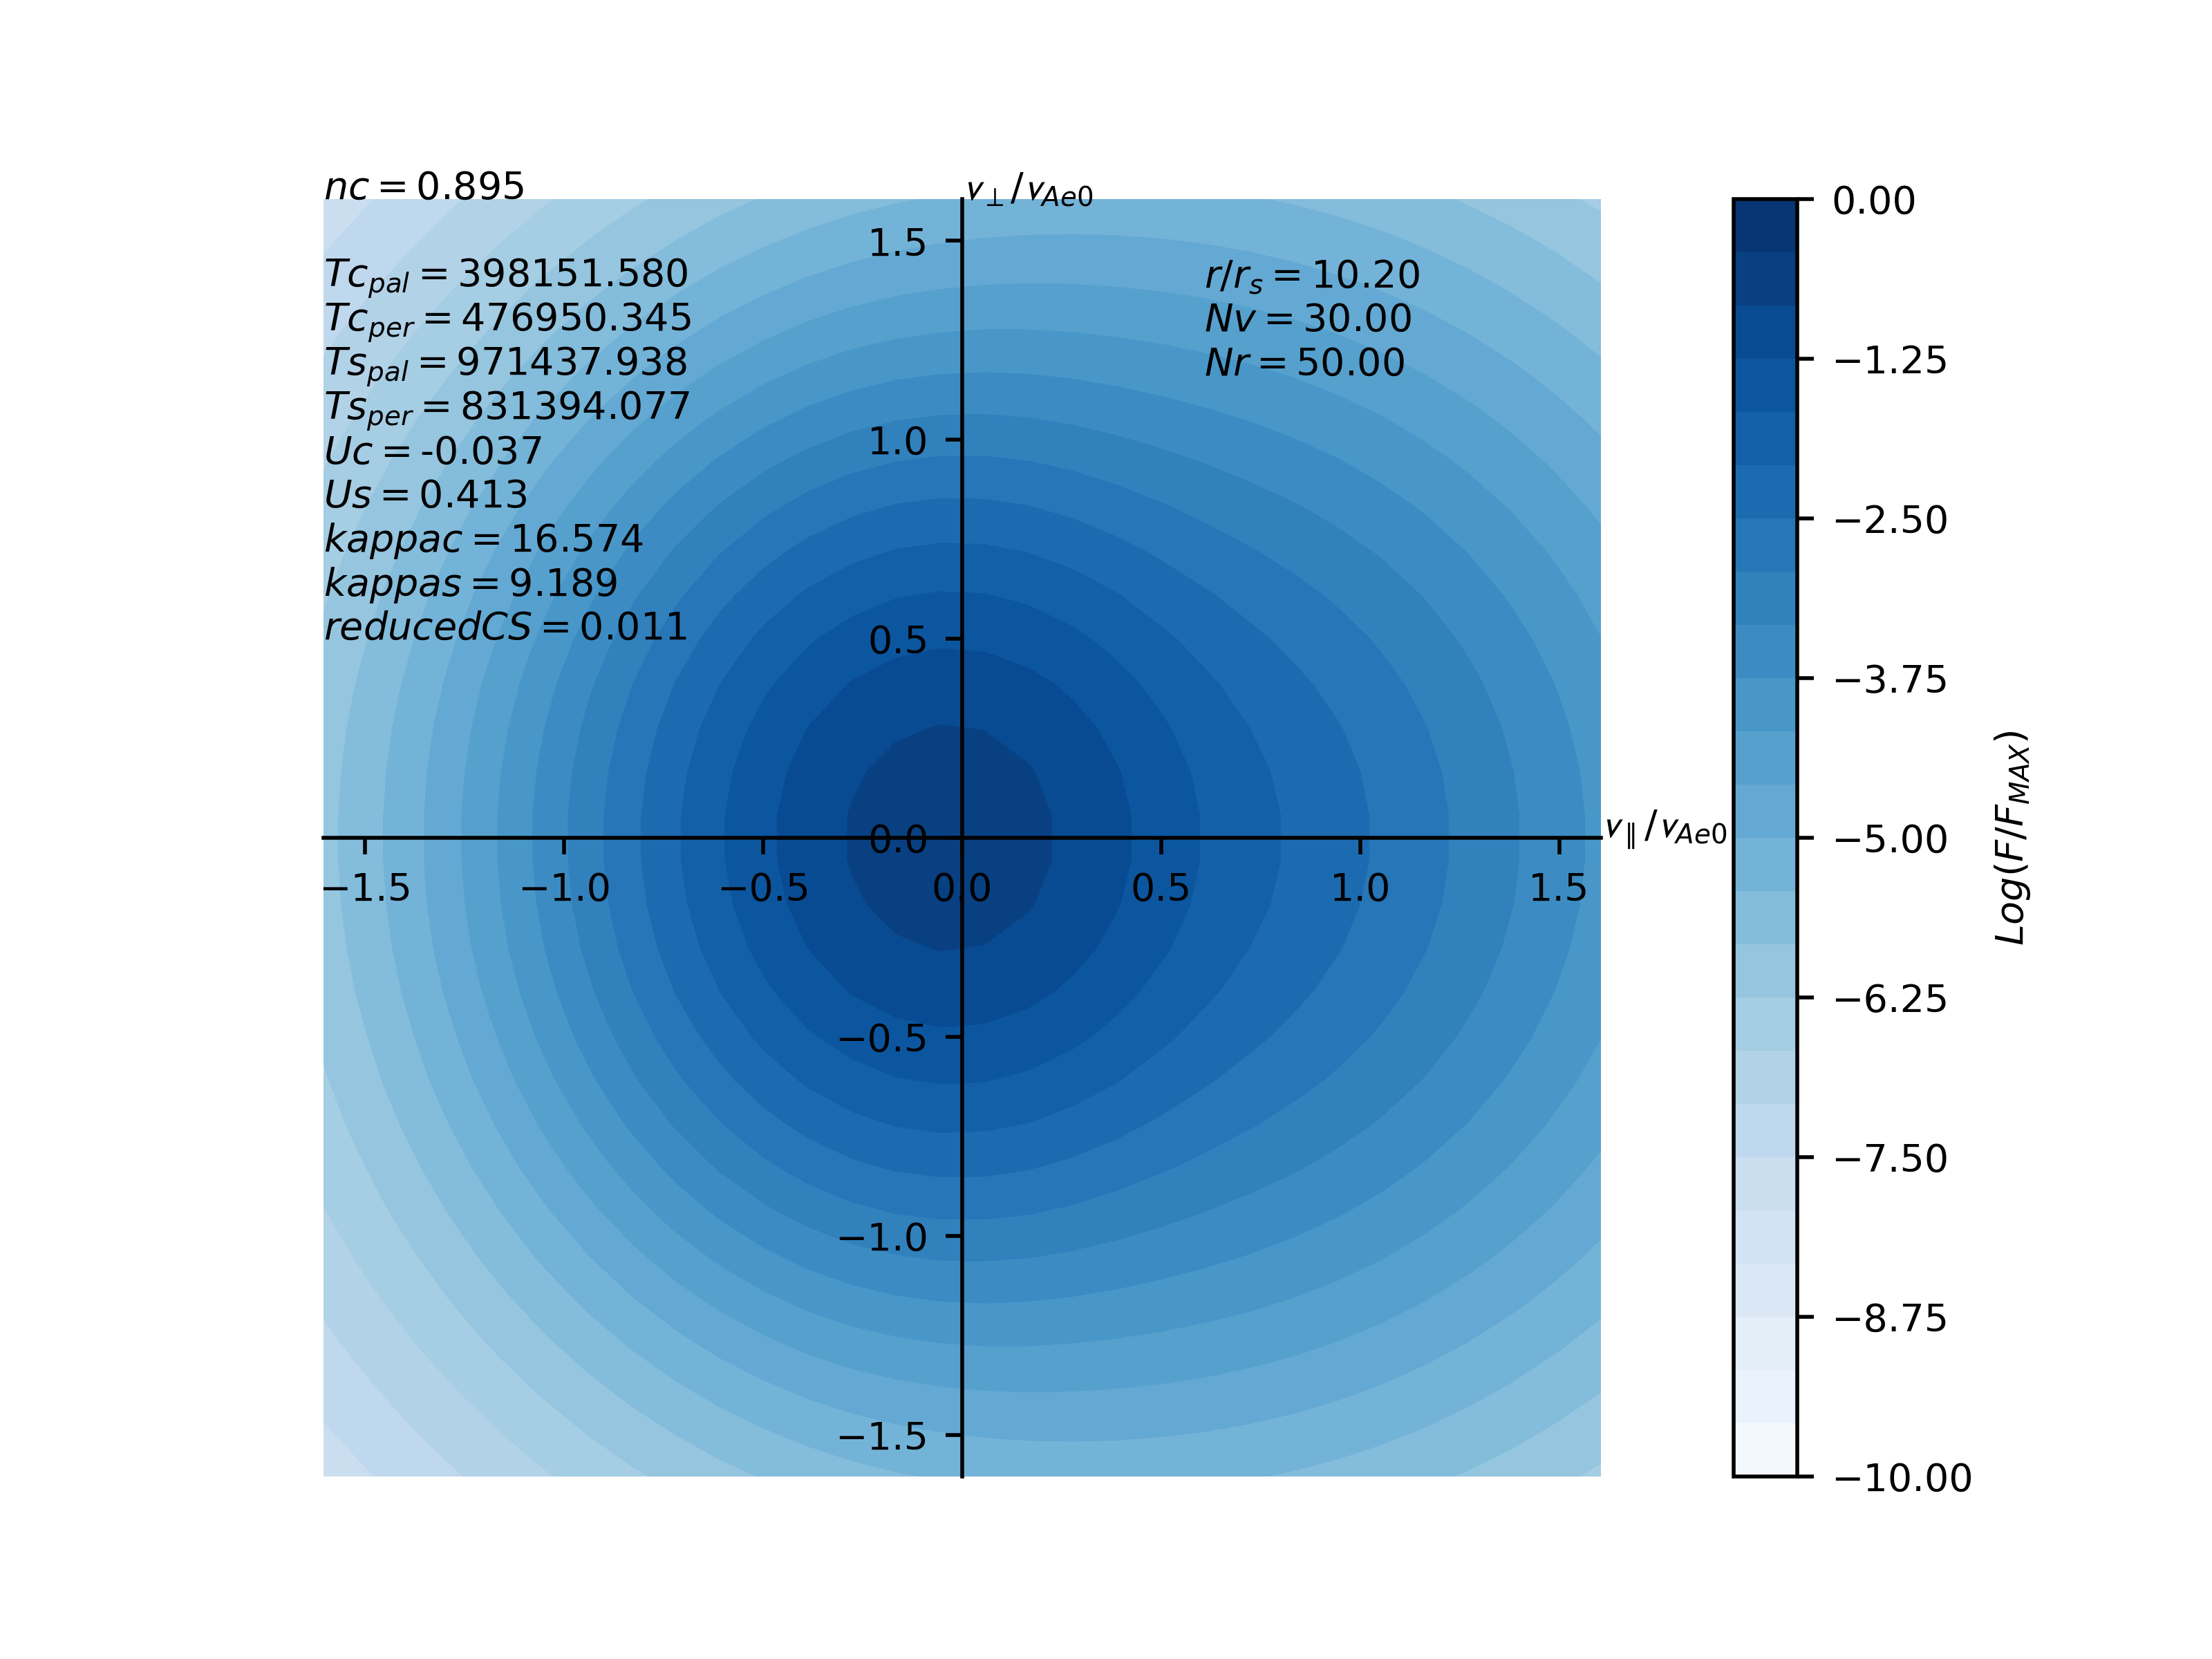 nc = 0.895
v⊥/vAe0
Tcpal = 398151.580
Tcper = 476950.345
Tspal = 971437.938
Tsper = 831394.077
Uc = -0.037
Us = 0.413
kappac = 16.574
kappas = 9.189
reducedCS = 0.011
r/rs = 10.20
Nv = 30.00
Nr = 50.00
1.5
1.0
0.5
0.0
−0.5
−1.0
−1.5
−1.5 −1.0 −0.5 0.0 0.5 1.0 1.5
v∥/vAe0
0.00
−1.25
−2.50
−3.75
−5.00
−6.25
−7.50
−8.75
−10.00
Log(F/FMAX)